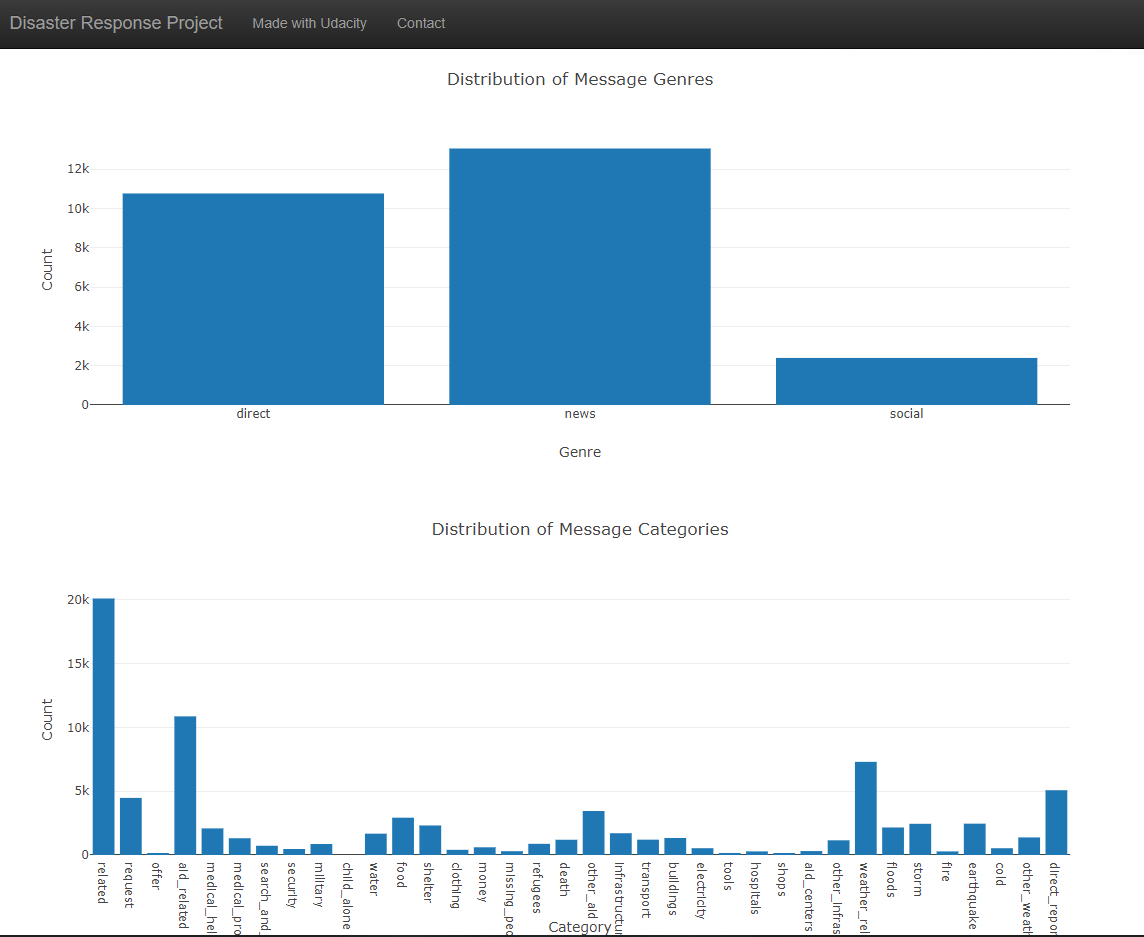 Disaster Response Project Made with Udacity Contact
Distribution of Message Genres
12k
10k
8k
6k
4k
2k
0
Count
direct news social
Genre
Distribution of Message Categories
20k
15k
10k
5k
0
Count
related
request
offer
aid_related
medical_hel
medical_pro
search_and_
security
military
child_alone
water
food
shelter
clothing
money
missing_peo
refugees
death
other_aid
infrastructur
transport
buildings
electricity
tools
hospitals
shops
aid_centers
other_infras
weather_rel
floods
storm
fire
earthquake
cold
other_weath
direct_repor
Category